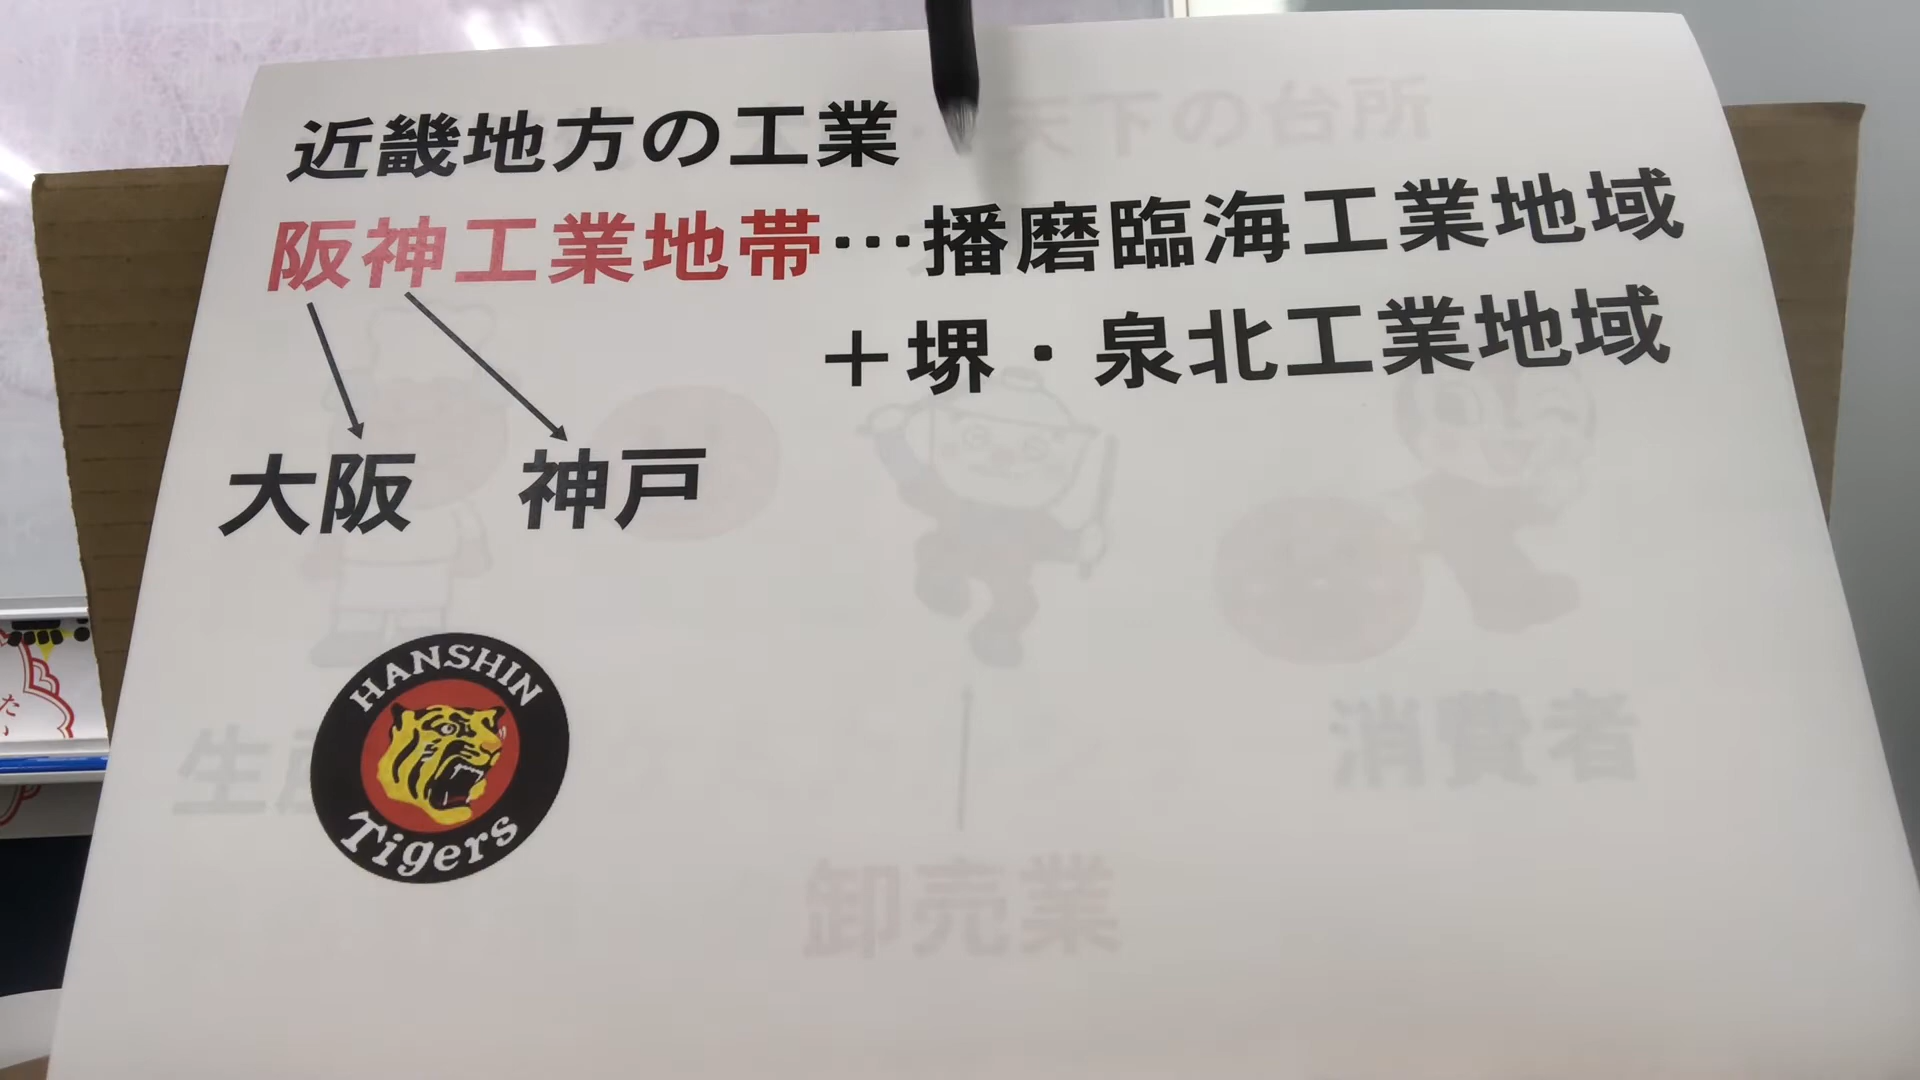 近畿地方の工業
阪神工業地帯…播磨臨海工業地域
＋堺・泉北工業地域
大阪 神戸
HANSHIN
Tigers
天下の台所
生産
消費者
卸売業